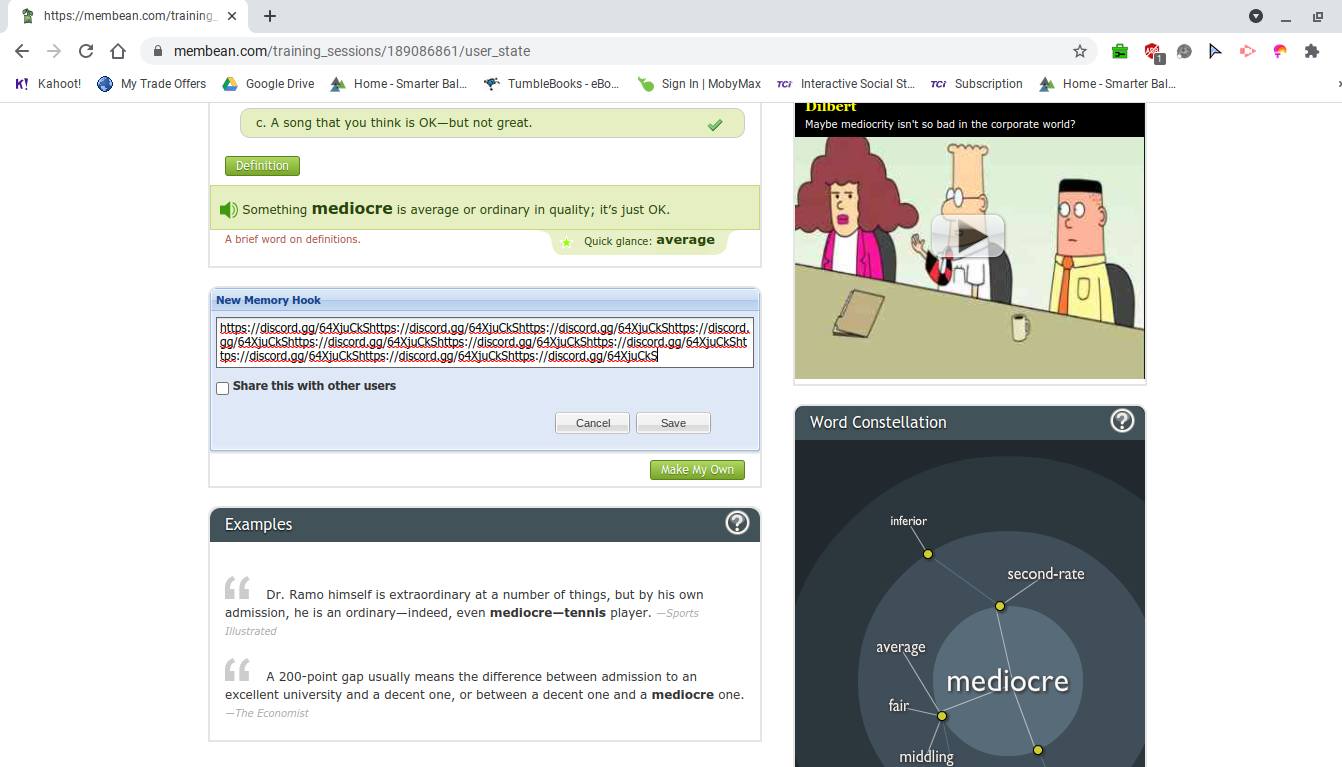 https://membean.com/training_
membean.com/training_sessions/189086861/user_state
1
Kahoot!
My Trade Offers
Google Drive
Home - Smarter Bal...
TumbleBooks - eBo...
Sign In | MobyMax
TCi Interactive Social St...
TCi Subscription
Home - Smarter Bal...
c. A song that you think is OK—but not great.
Definition
Something mediocre is average or ordinary in quality; it's just OK.
A brief word on definitions.
Quick glance: average
New Memory Hook
https://discord.gg/64XjuCkShttps://discord.gg/64XjuCkShttps://discord.gg/64XjuCkShttps://discord.
gg/64XjuCkShttps://discord.gg/64XjuCkShttps://discord.gg/64XjuCkShttps://discord.gg/64XjuCkSht
tps://discord.gg/64XjuCkShttps://discord.gg/64XjuCkShttps://discord.gg/64XjuCkS
Share this with other users
Cancel
Save
Make My Own
Examples
?
Dr. Ramo himself is extraordinary at a number of things, but by his own
admission, he is an ordinary—indeed, even mediocre—tennis player. —Sports
Illustrated
A 200-point gap usually means the difference between admission to an
excellent university and a decent one, or between a decent one and a mediocre one.
—The Economist
Dilbert
Maybe mediocrity isn't so bad in the corporate world?
Word Constellation
?
inferior
second-rate
average
mediocre
fair
middling